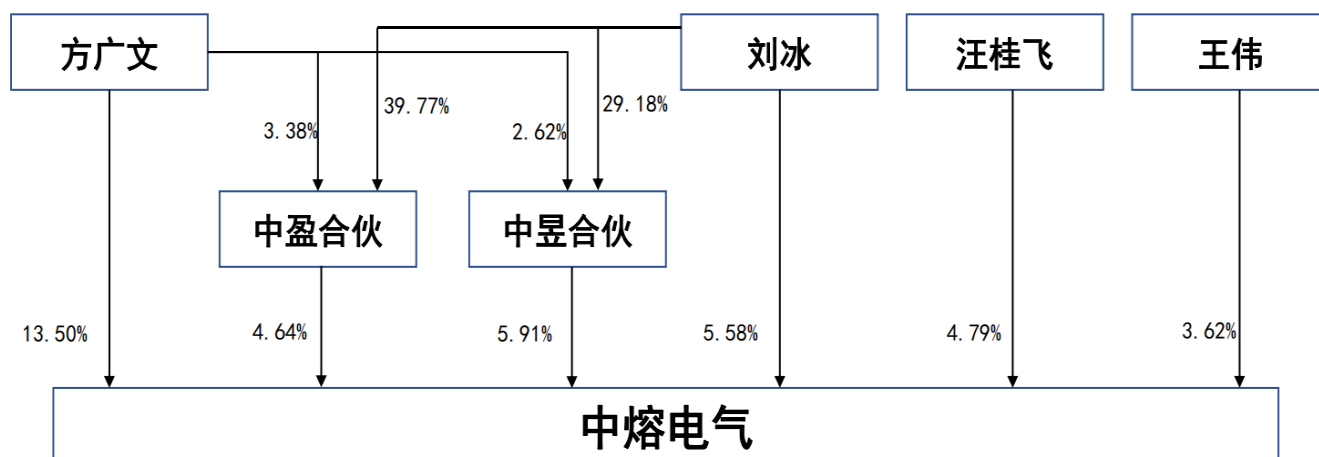 方广文
刘冰
汪桂飞
王伟
39.77%
29.18%
3.38%
2.62%
中盈合伙
中昱合伙
13.50%
4.64%
5.91%
5.58%
4.79%
3.62%
中熔电气